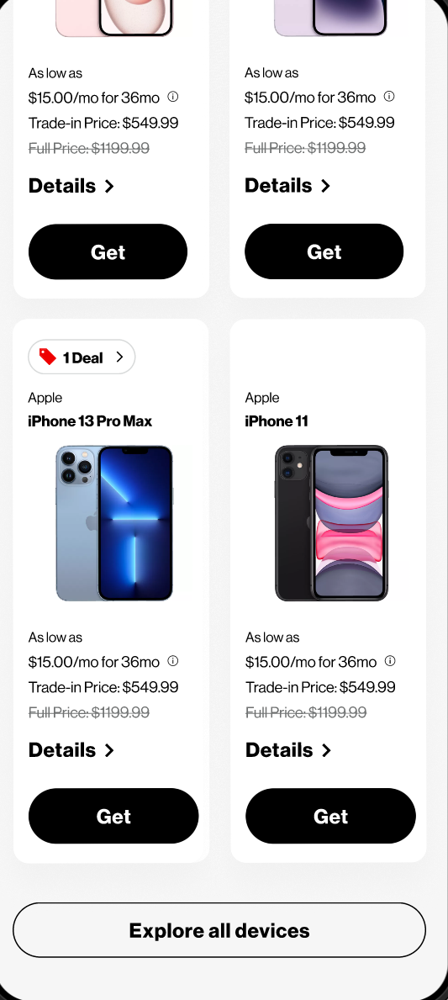 As low as
$15.00/mo for 36mo
Trade-in Price: $549.99
Full Price: $1199.99
Details
Get
As low as
$15.00/mo for 36mo
Trade-in Price: $549.99
Full Price: $1199.99
Details
Get
1 Deal
Apple
iPhone 13 Pro Max
As low as
$15.00/mo for 36mo
Trade-in Price: $549.99
Full Price: $1199.99
Details
Get
Apple
iPhone 11
As low as
$15.00/mo for 36mo
Trade-in Price: $549.99
Full Price: $1199.99
Details
Get
Explore all devices